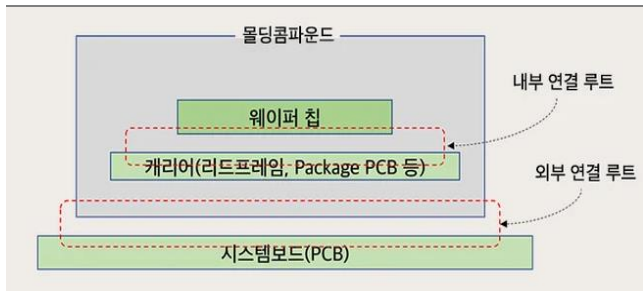 몰딩콤파운드
내부 연결 루트
웨이퍼 칩
캐리어(리드프레임, Package PCB 등)
외부 연결 루트
시스템보드(PCB)